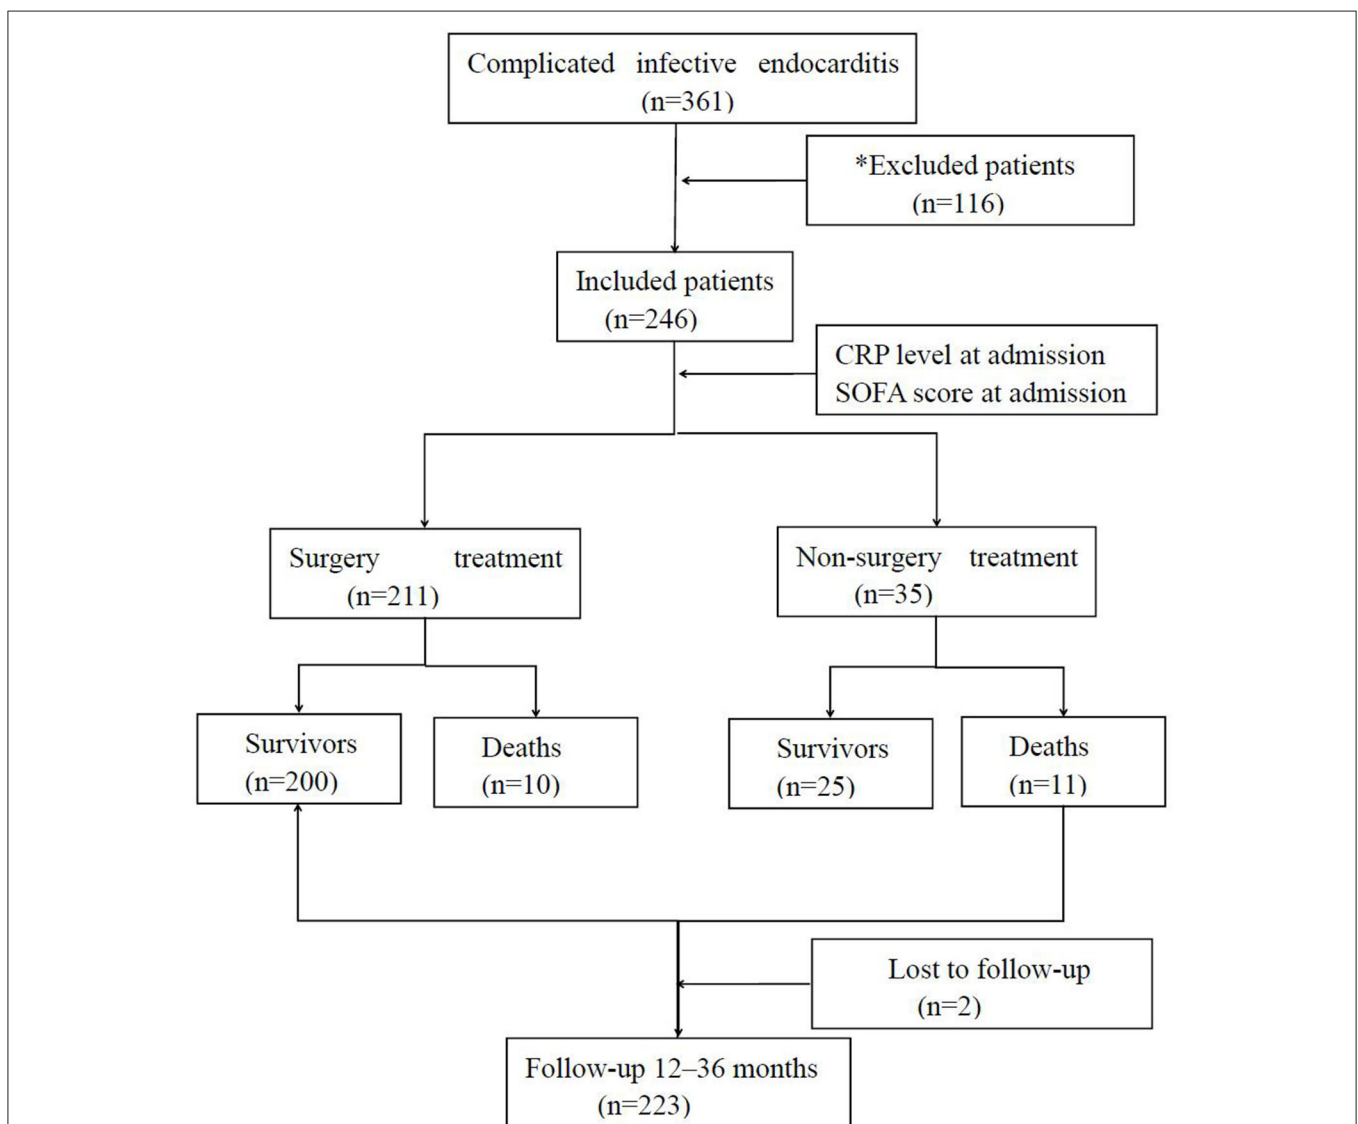 Complicated infective endocarditis
(n=361)
*Excluded patients
(n=116)
Included patients
(n=246)
CRP level at admission
SOFA score at admission
Surgery treatment
(n=211)
Non-surgery treatment
(n=35)
Survivors
(n=200)
Deaths
(n=10)
Survivors
(n=25)
Deaths
(n=11)
Lost to follow-up
(n=2)
Follow-up 12–36 months
(n=223)